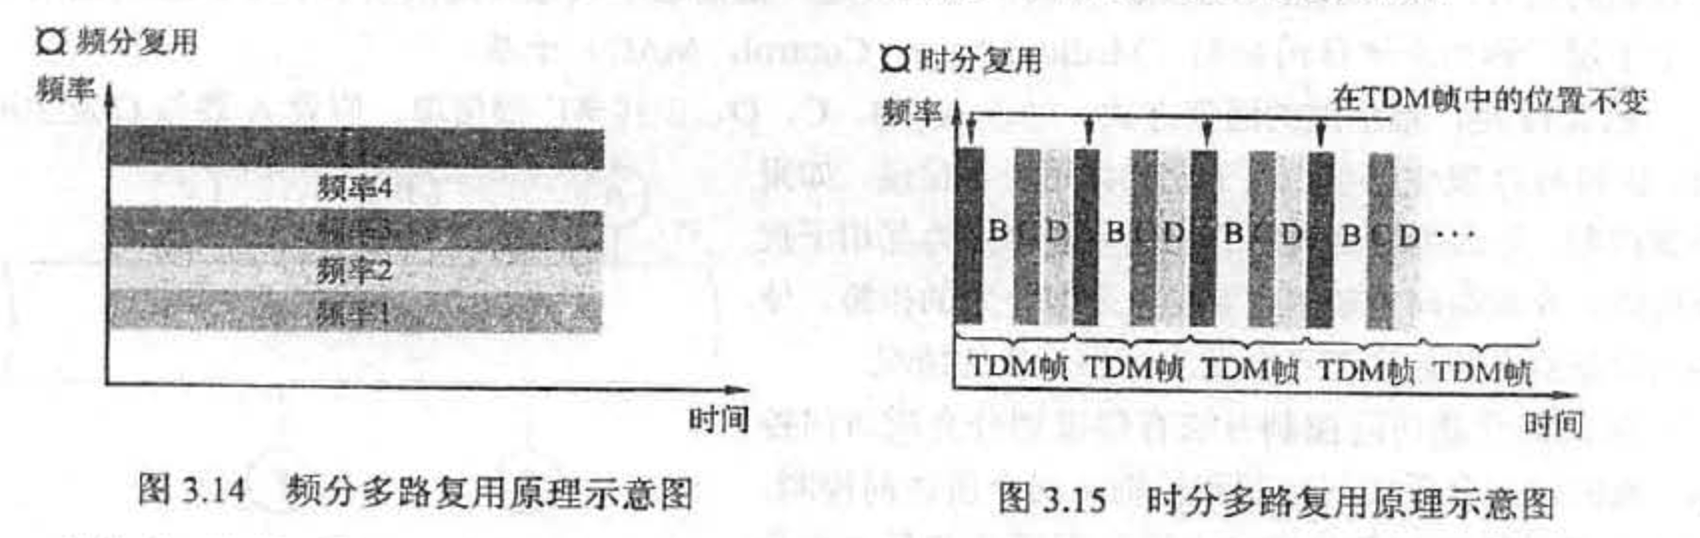 ¤ 频分复用
频率
频率4
频率3
频率2
频率1
时间
图 3.14 频分多路复用原理示意图
¤ 时分复用
频率
在TDM帧中的位置不变
B C D B C D B C D B C D ···
TDM帧 TDM帧 TDM帧 TDM帧 TDM帧
时间
图 3.15 时分多路复用原理示意图